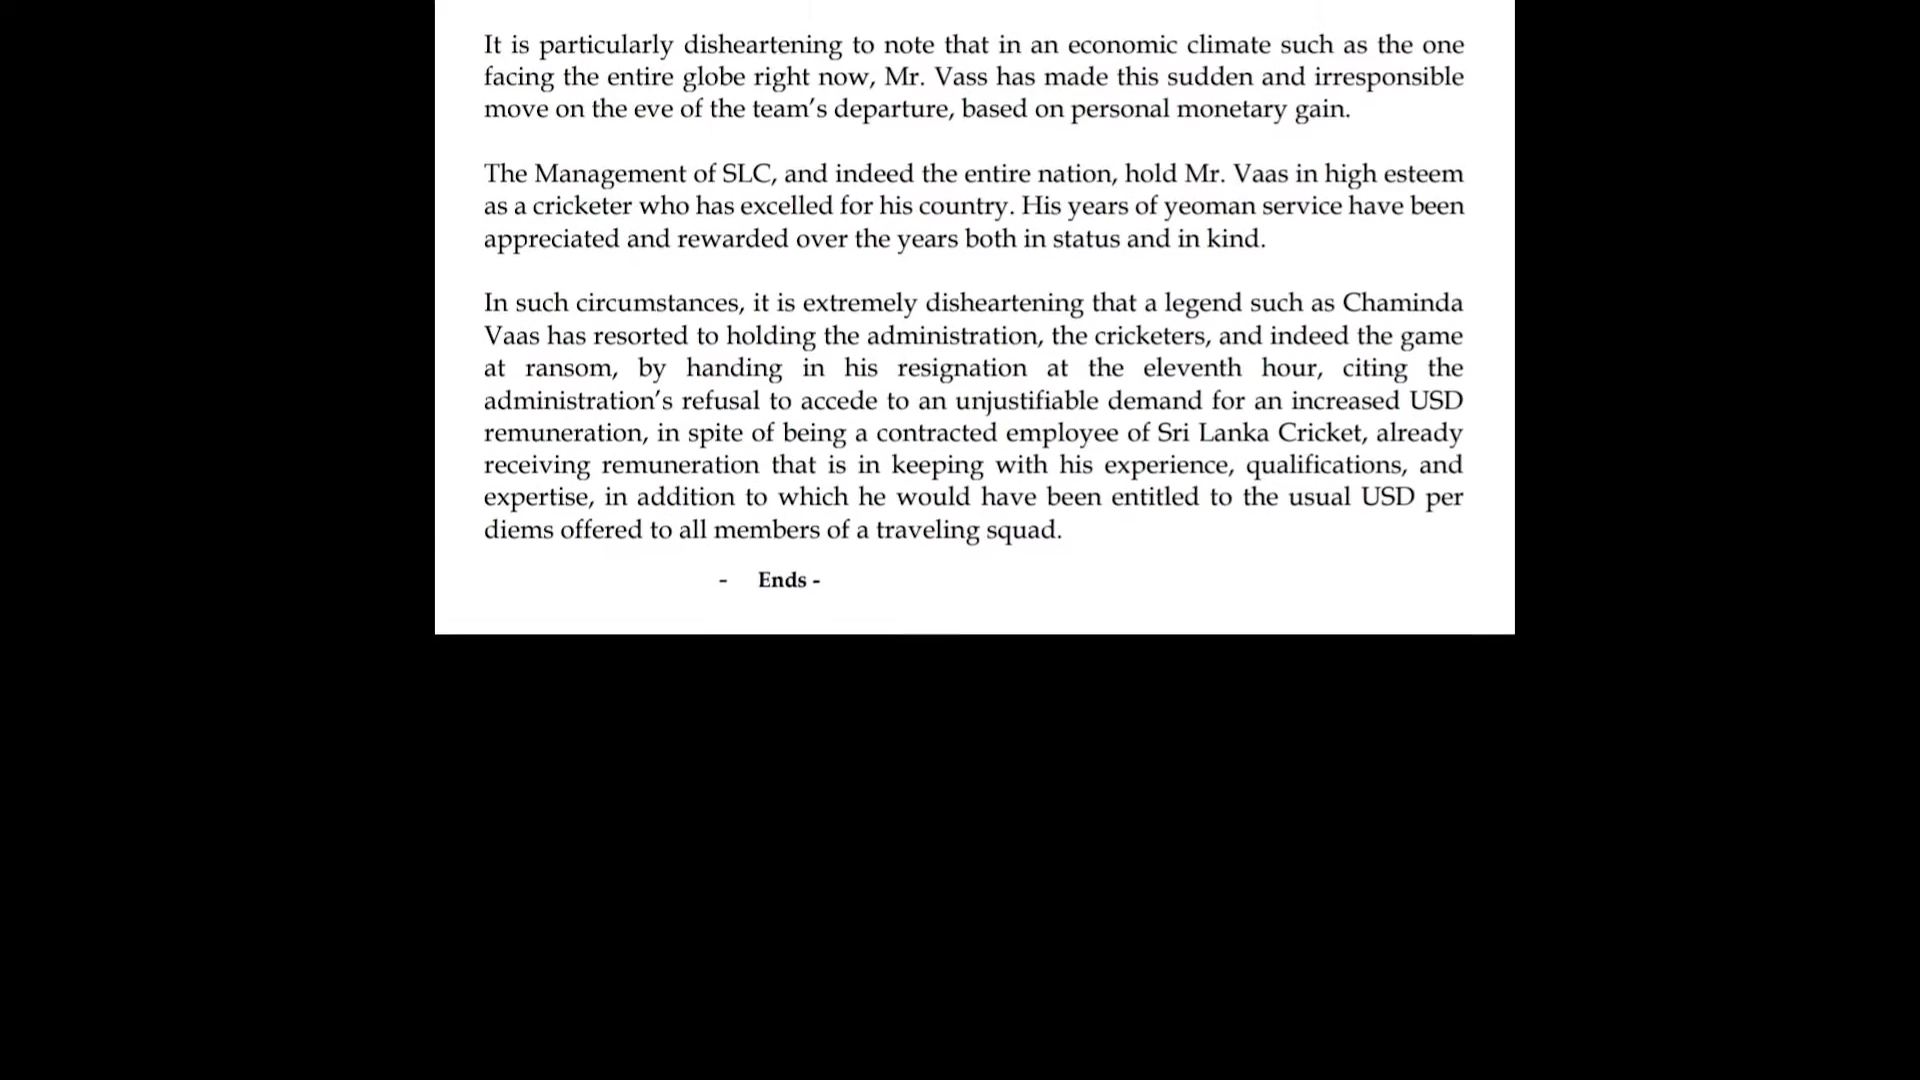 It is particularly disheartening to note that in an economic climate such as the one
facing the entire globe right now, Mr. Vass has made this sudden and irresponsible
move on the eve of the team’s departure, based on personal monetary gain.
The Management of SLC, and indeed the entire nation, hold Mr. Vaas in high esteem
as a cricketer who has excelled for his country. His years of yeoman service have been
appreciated and rewarded over the years both in status and in kind.
In such circumstances, it is extremely disheartening that a legend such as Chaminda
Vaas has resorted to holding the administration, the cricketers, and indeed the game
at ransom, by handing in his resignation at the eleventh hour, citing the
administration’s refusal to accede to an unjustifiable demand for an increased USD
remuneration, in spite of being a contracted employee of Sri Lanka Cricket, already
receiving remuneration that is in keeping with his experience, qualifications, and
expertise, in addition to which he would have been entitled to the usual USD per
diems offered to all members of a traveling squad.
- Ends -